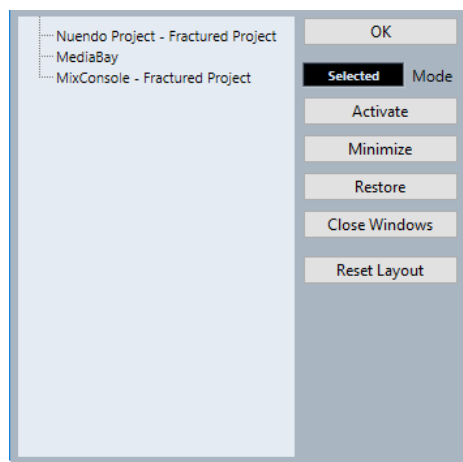 Nuendo Project - Fractured Project
MediaBay
MixConsole - Fractured Project
OK
Selected Mode
Activate
Minimize
Restore
Close Windows
Reset Layout